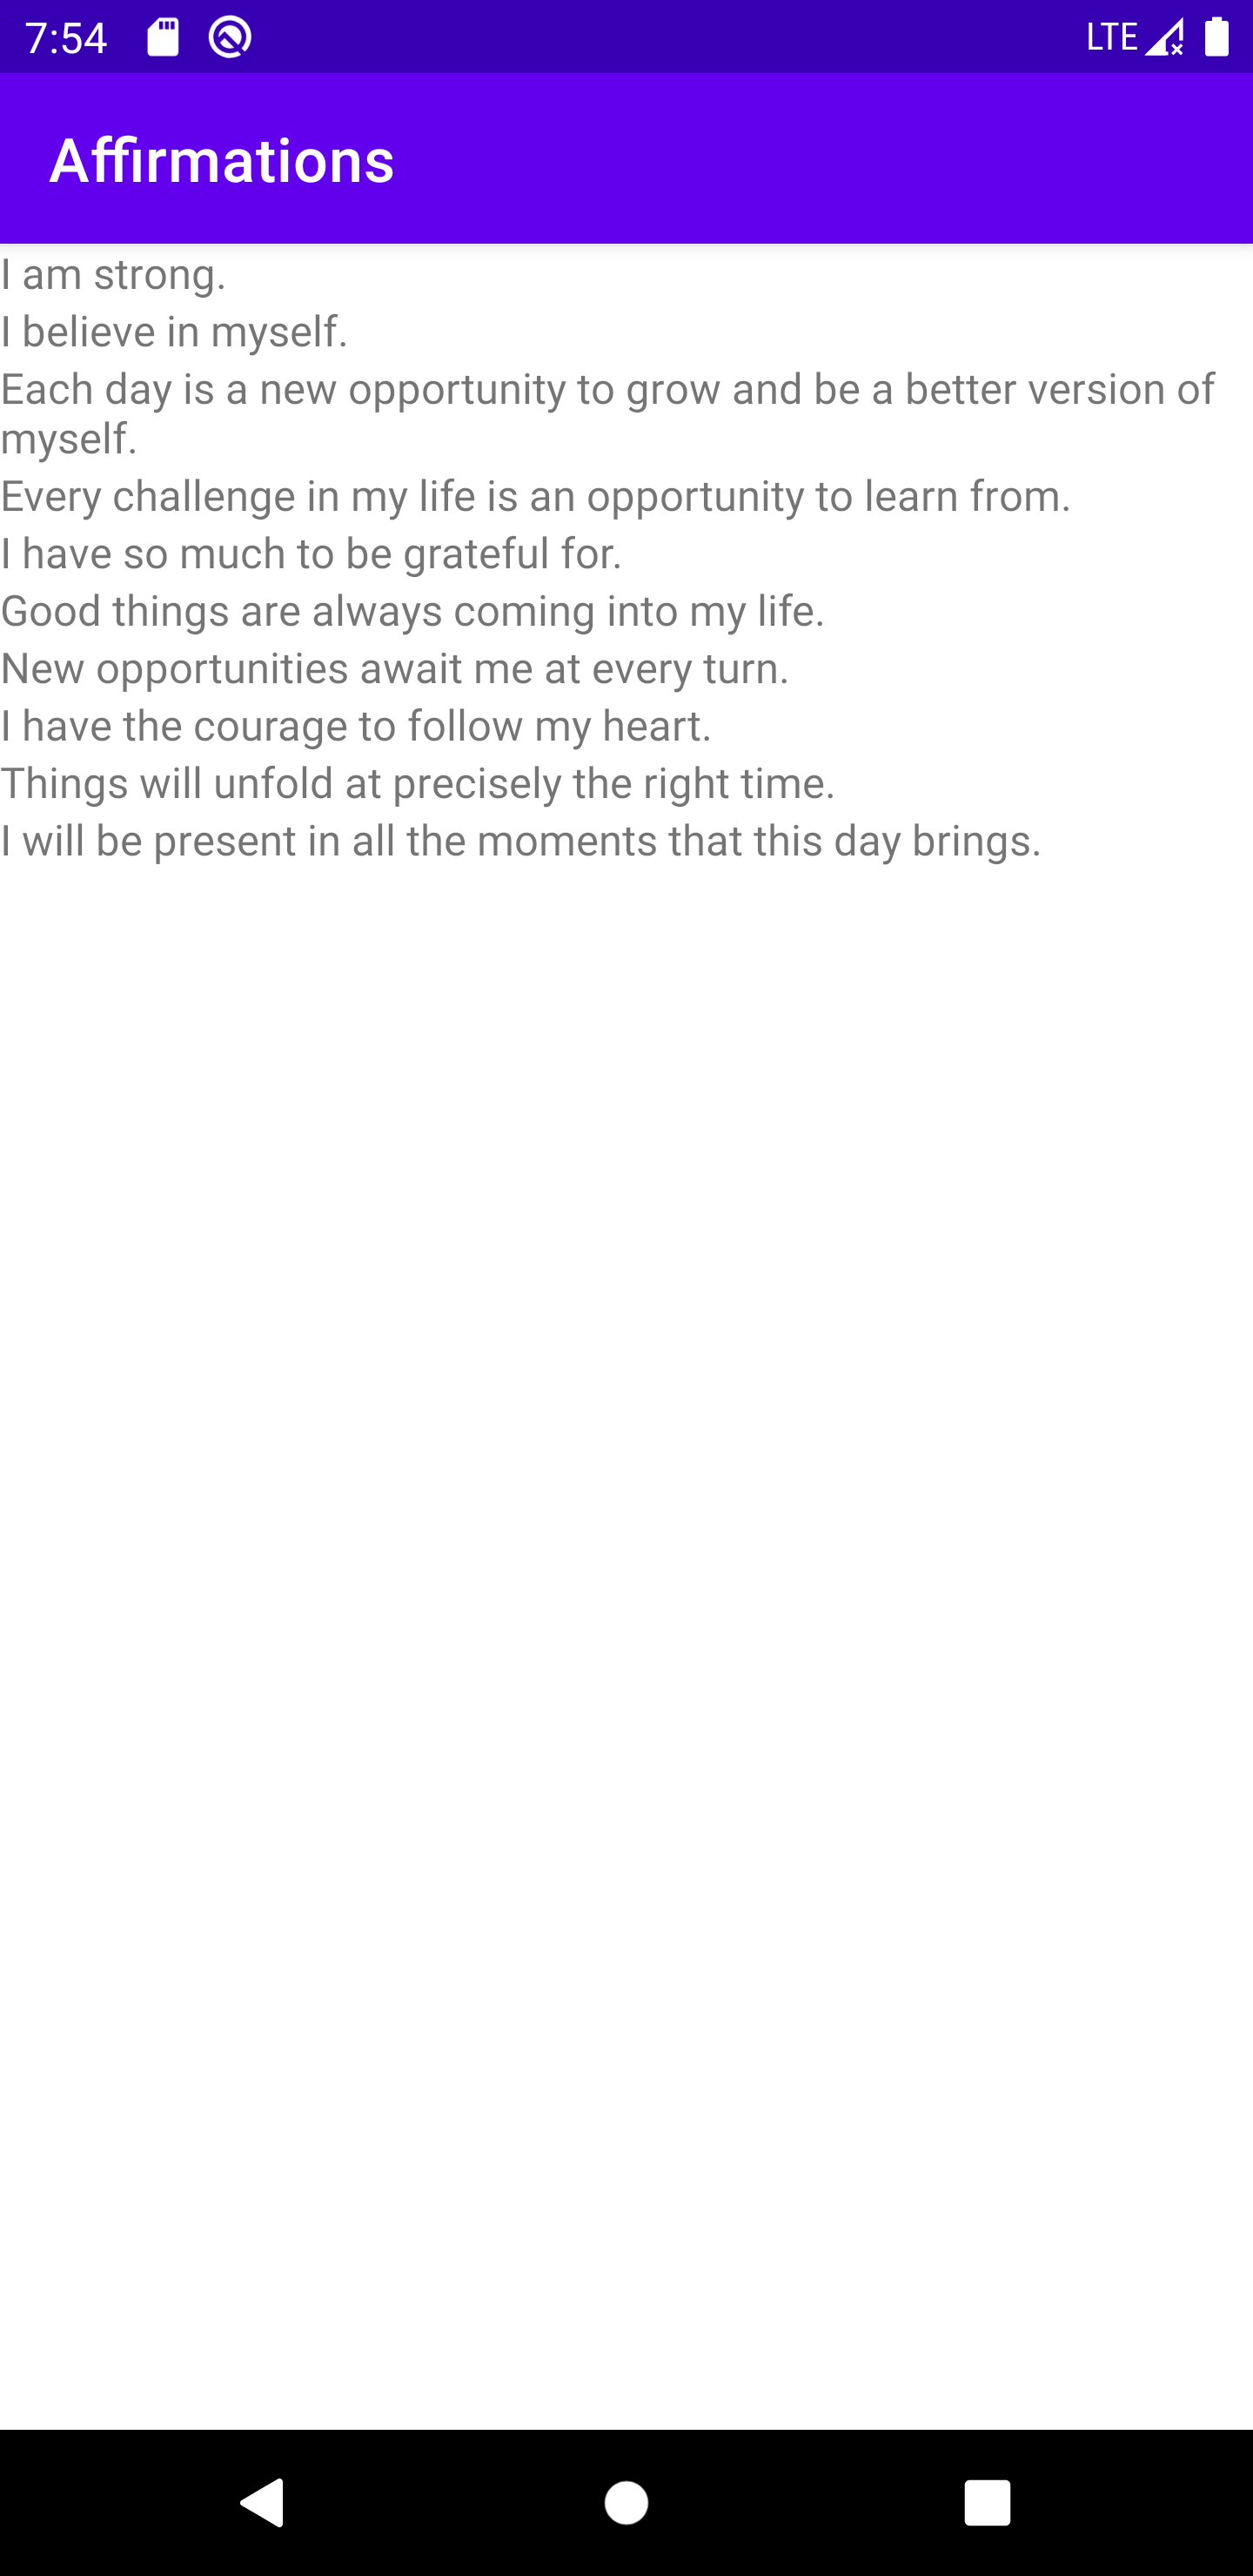 7:54 LTE
Affirmations
I am strong.
I believe in myself.
Each day is a new opportunity to grow and be a better version of
myself.
Every challenge in my life is an opportunity to learn from.
I have so much to be grateful for.
Good things are always coming into my life.
New opportunities await me at every turn.
I have the courage to follow my heart.
Things will unfold at precisely the right time.
I will be present in all the moments that this day brings.